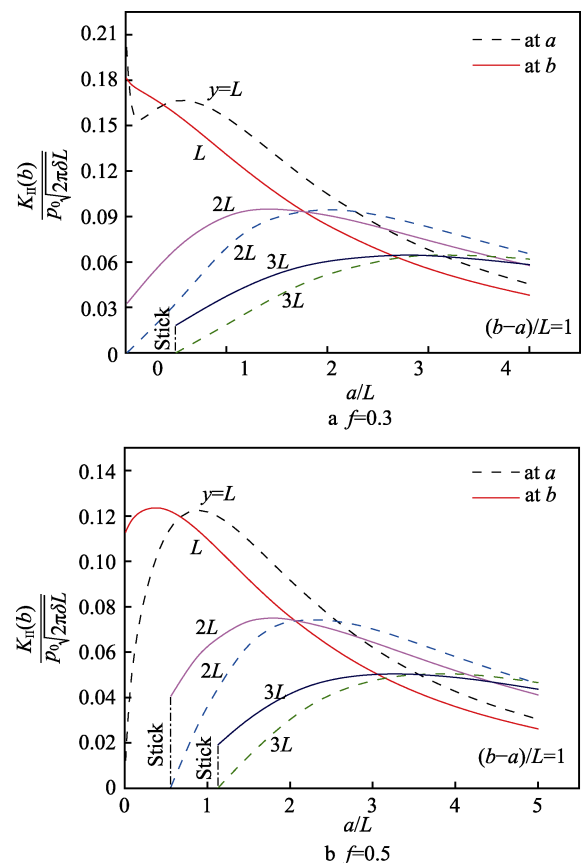 0.21
0.18
0.15
0.12
0.09
0.06
0.03
0
K_II(b)
p₀√2πδL
at a
at b
y=L
L
2L
2L
3L
3L
Stick
(b−a)/L=1
0 1 2 3 4
a/L
a f=0.3
0.14
0.12
0.10
0.08
0.06
0.04
0.02
0
K_II(b)
p₀√2πδL
at a
at b
y=L
L
2L
2L
3L
3L
Stick
Stick
(b−a)/L=1
0 1 2 3 4 5
a/L
b f=0.5